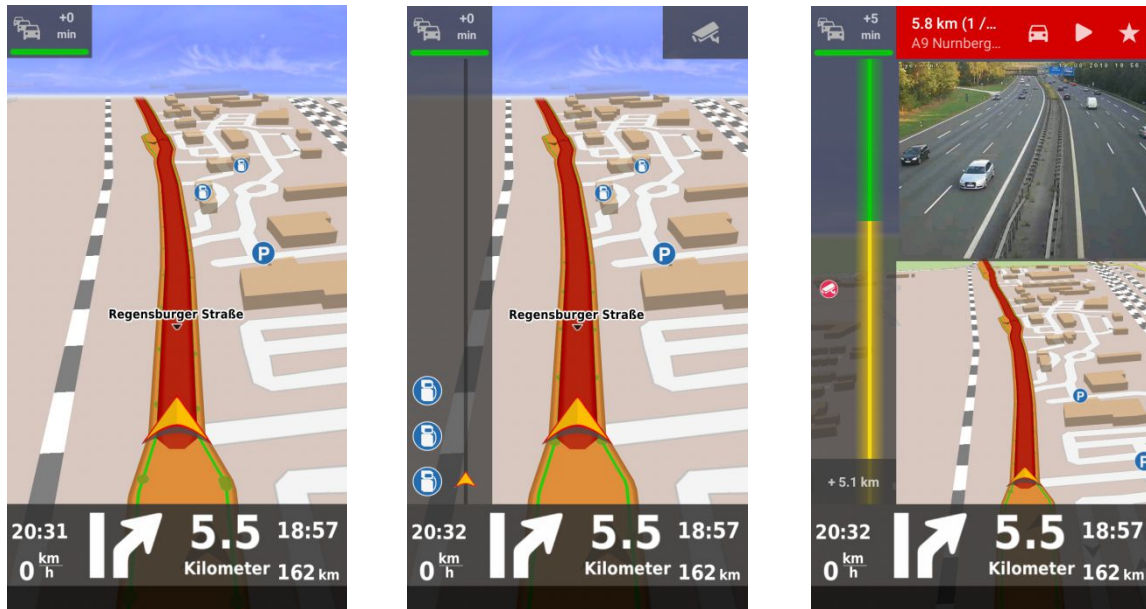 +0
min
Regensburger Straße
20:31
0 km/h
5.5
Kilometer
18:57
162 km
+0
min
Regensburger Straße
20:32
0 km/h
5.5
Kilometer
18:57
162 km
+5
min
5.8 km (1 /...
A9 Nurnberg...
+ 5.1 km
20:32
0 km/h
5.5
Kilometer
18:57
162 km